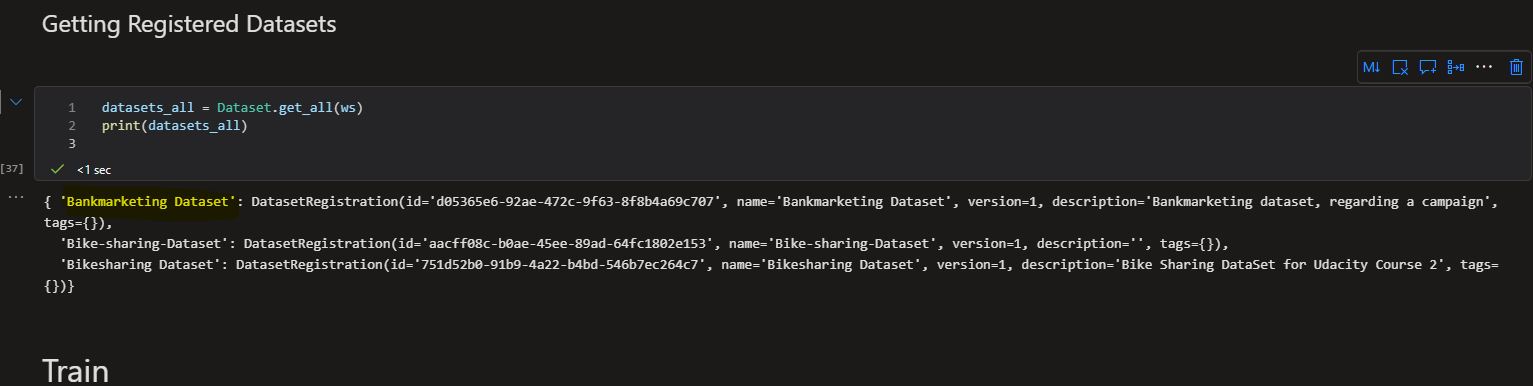 Getting Registered Datasets
M↓
1 datasets_all = Dataset.get_all(ws)
2 print(datasets_all)
3
[37] <1 sec
{ 'Bankmarketing Dataset': DatasetRegistration(id='d05365e6-92ae-472c-9f63-8f8b4a69c707', name='Bankmarketing Dataset', version=1, description='Bankmarketing dataset, regarding a campaign',
tags={}),
'Bike-sharing-Dataset': DatasetRegistration(id='aacff08c-b0ae-45ee-89ad-64fc1802e153', name='Bike-sharing-Dataset', version=1, description='', tags={}),
'Bikesharing Dataset': DatasetRegistration(id='751d52b0-91b9-4a22-b4bd-546b7ec264c7', name='Bikesharing Dataset', version=1, description='Bike Sharing DataSet for Udacity Course 2', tags=
{})}
Train